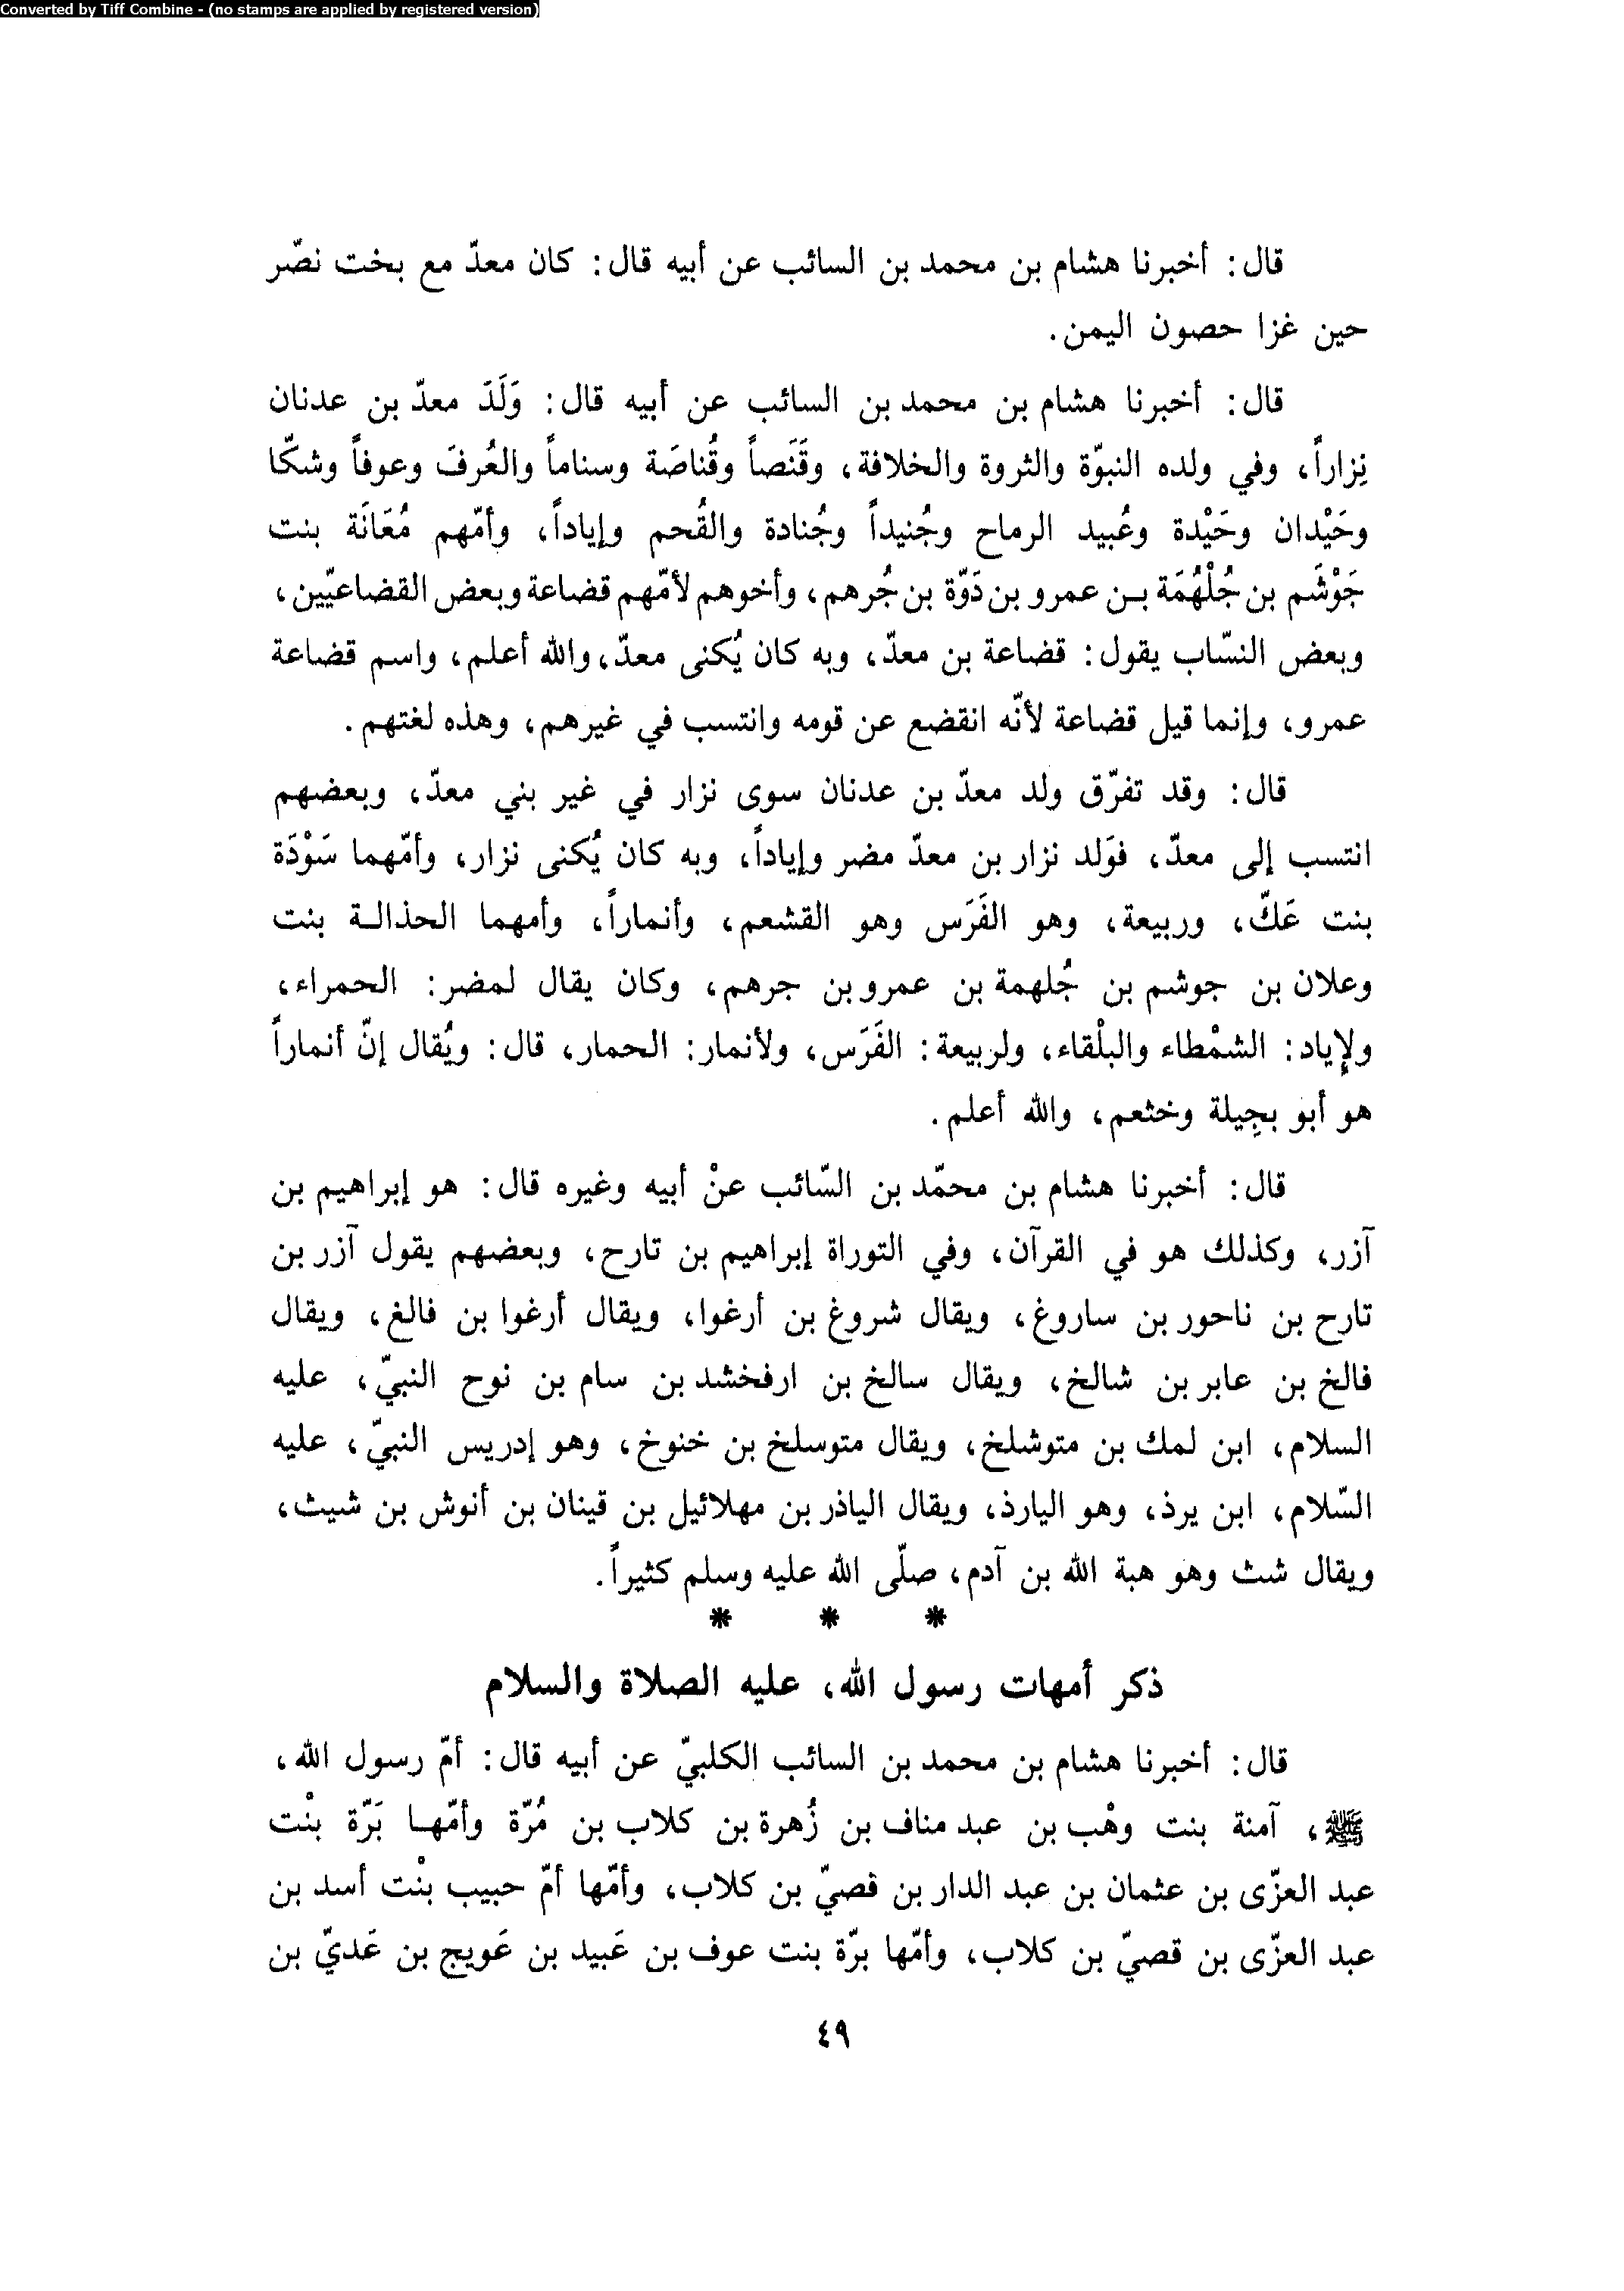 Converted by Tiff Combine - (no stamps are applied by registered version)
قال: أخبرنا هشام بن محمد بن السائب عن أبيه قال: كان معدّ مع بخت نصّر
حين غزا حصون اليمن.
قال: أخبرنا هشام بن محمد بن السائب عن أبيه قال: وَلَدَ معدّ بن عدنان
نِزاراً، وفي ولده النبوّة والثروة والخلافة، وقَنَصاً وقُناصَة وسناماً والعُرفَ وعوفاً وشكّا
وحَيْدان وحَيْدة وعُبيد الرماح وجُنيداً وجُنادة والقُحم وإياداً، وأمّهم مُعَانَة بنت
جَوْشَم بن جُلْهُمَة بـن عمرو بن دَوّة بن جُرهم، وأخوهم لأمّهم قضاعة وبعض القضاعيّين،
وبعض النسّاب يقول: قضاعة بن معدّ، وبه كان يُكنى معدّ، والله أعلم، واسم قضاعة
عمرو، وإنما قيل قضاعة لأنّه انقضع عن قومه وانتسب في غيرهم، وهذه لغتهم.
قال: وقد تفرّق ولد معدّ بن عدنان سوى نزار في غير بني معدّ، وبعضهم
انتسب إلى معدّ، فوَلد نزار بن معدّ مضر وإياداً، وبه كان يُكنى نزار، وأمّهما سَوْدَة
بنت عَكّ، وربيعة، وهو الفَرَس وهو القشعم، وأنماراً، وأمهما الحذالـة بنت
وعلان بن جوشم بن جُلهمة بن عمرو بن جرهم، وكان يقال لمضر: الحمراء،
ولإياد: الشمْطاء والبلْقاء، ولربيعة: الفَرَس، ولأنمار: الحمار، قال: ويُقال إنّ أنماراً
هو أبو بجِيلة وخثعم، والله أعلم.
قال: أخبرنا هشام بن محمّد بن السّائب عنْ أبيه وغيره قال: هو إبراهيم بن
آزر، وكذلك هو في القرآن، وفي التوراة إبراهيم بن تارح، وبعضهم يقول آزر بن
تارح بن ناحور بن ساروغ، ويقال شروغ بن أرغوا، ويقال أرغوا بن فالغ، ويقال
فالخ بن عابر بن شالخ، ويقال سالخ بن ارفخشد بن سام بن نوح النبيّ، عليه
السلام، ابن لمك بن متوشلخ، ويقال متوسلخ بن خنوخ، وهو إدريس النبيّ، عليه
السّلام، ابن يرذ، وهو اليارذ، ويقال الياذر بن مهلائيل بن قينان بن أنوش بن شيث،
ويقال شث وهو هبة الله بن آدم، صلّى الله عليه وسلم كثيراً.
* * *
ذكر أمهات رسول الله، عليه الصلاة والسلام
قال: أخبرنا هشام بن محمد بن السائب الكلبيّ عن أبيه قال: أمّ رسول الله،
ﷺ، آمنة بنت وهْب بن عبد مناف بن زُهرة بن كلاب بن مُرّة وأمّهـا بَرّة بنْت
عبد العزّى بن عثمان بن عبد الدار بن قصيّ بن كلاب، وأمّها أمّ حبيب بنْت أسد بن
عبد العزّى بن قصيّ بن كلاب، وأمّها برّة بنت عوف بن عَبيد بن عَويج بن عَديّ بن
٤٩